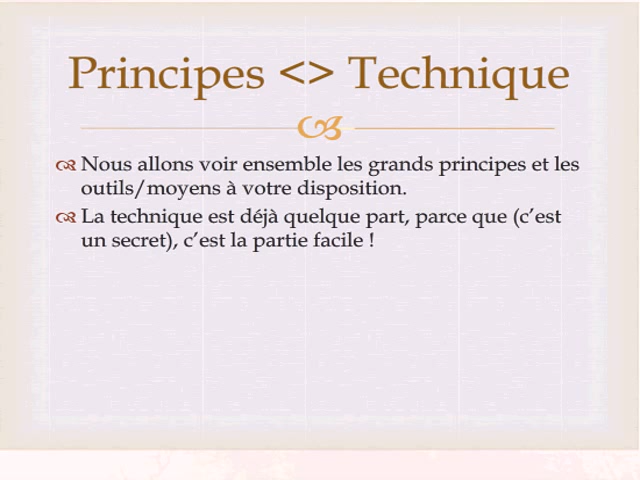 Principes <> Technique
Nous allons voir ensemble les grands principes et les
outils/moyens à votre disposition.
La technique est déjà quelque part, parce que (c’est
un secret), c’est la partie facile !